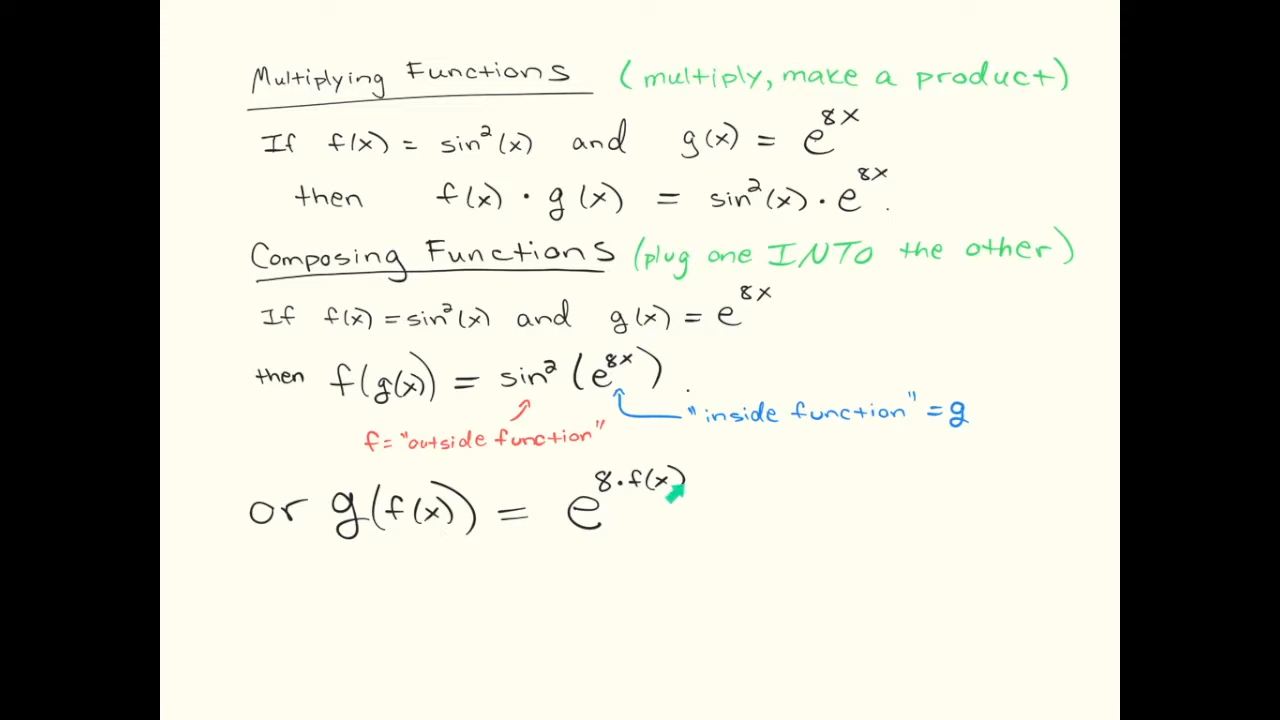 Multiplying Functions (multiply, make a product)
If f(x) = sin²(x) and g(x) = e^8x
then f(x) · g(x) = sin²(x) · e^8x.
Composing Functions (plug one INTO the other)
If f(x) = sin²(x) and g(x) = e^8x
then f(g(x)) = sin² (e^8x).
"inside function" = g
f = "outside function"
or g(f(x)) = e^8·f(x)